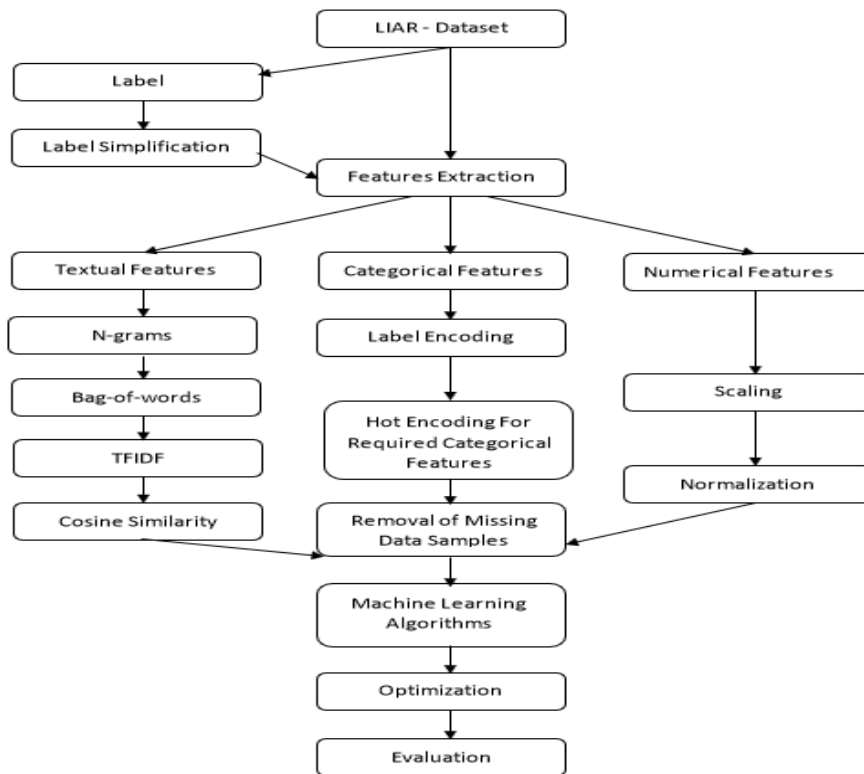 LIAR - Dataset
Label
Label Simplification
Features Extraction
Textual Features
Categorical Features
Numerical Features
N-grams
Label Encoding
Bag-of-words
Scaling
Hot Encoding For
Required Categorical
Features
TFIDF
Normalization
Cosine Similarity
Removal of Missing
Data Samples
Machine Learning
Algorithms
Optimization
Evaluation